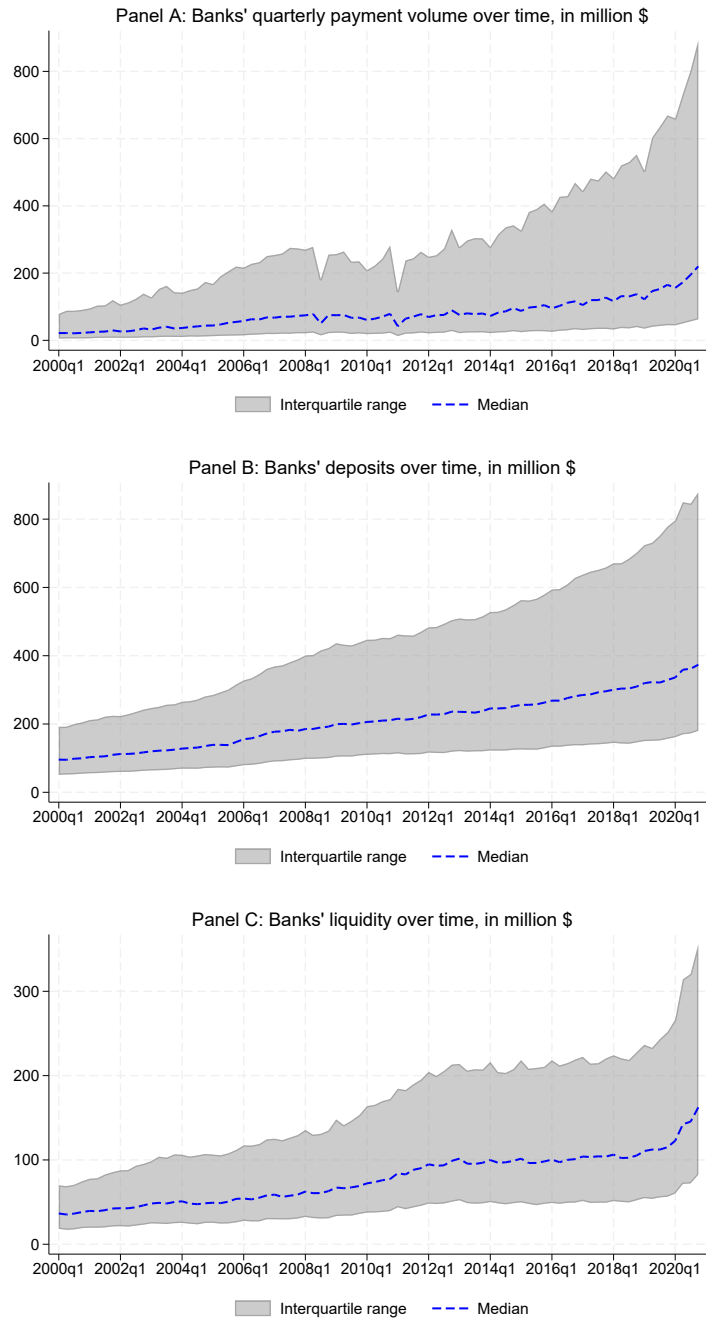 Panel A: Banks' quarterly payment volume over time, in million $
800
600
400
200
0
2000q1 2002q1 2004q1 2006q1 2008q1 2010q1 2012q1 2014q1 2016q1 2018q1 2020q1
Interquartile range Median
Panel B: Banks' deposits over time, in million $
800
600
400
200
0
2000q1 2002q1 2004q1 2006q1 2008q1 2010q1 2012q1 2014q1 2016q1 2018q1 2020q1
Interquartile range Median
Panel C: Banks' liquidity over time, in million $
300
200
100
0
2000q1 2002q1 2004q1 2006q1 2008q1 2010q1 2012q1 2014q1 2016q1 2018q1 2020q1
Interquartile range Median